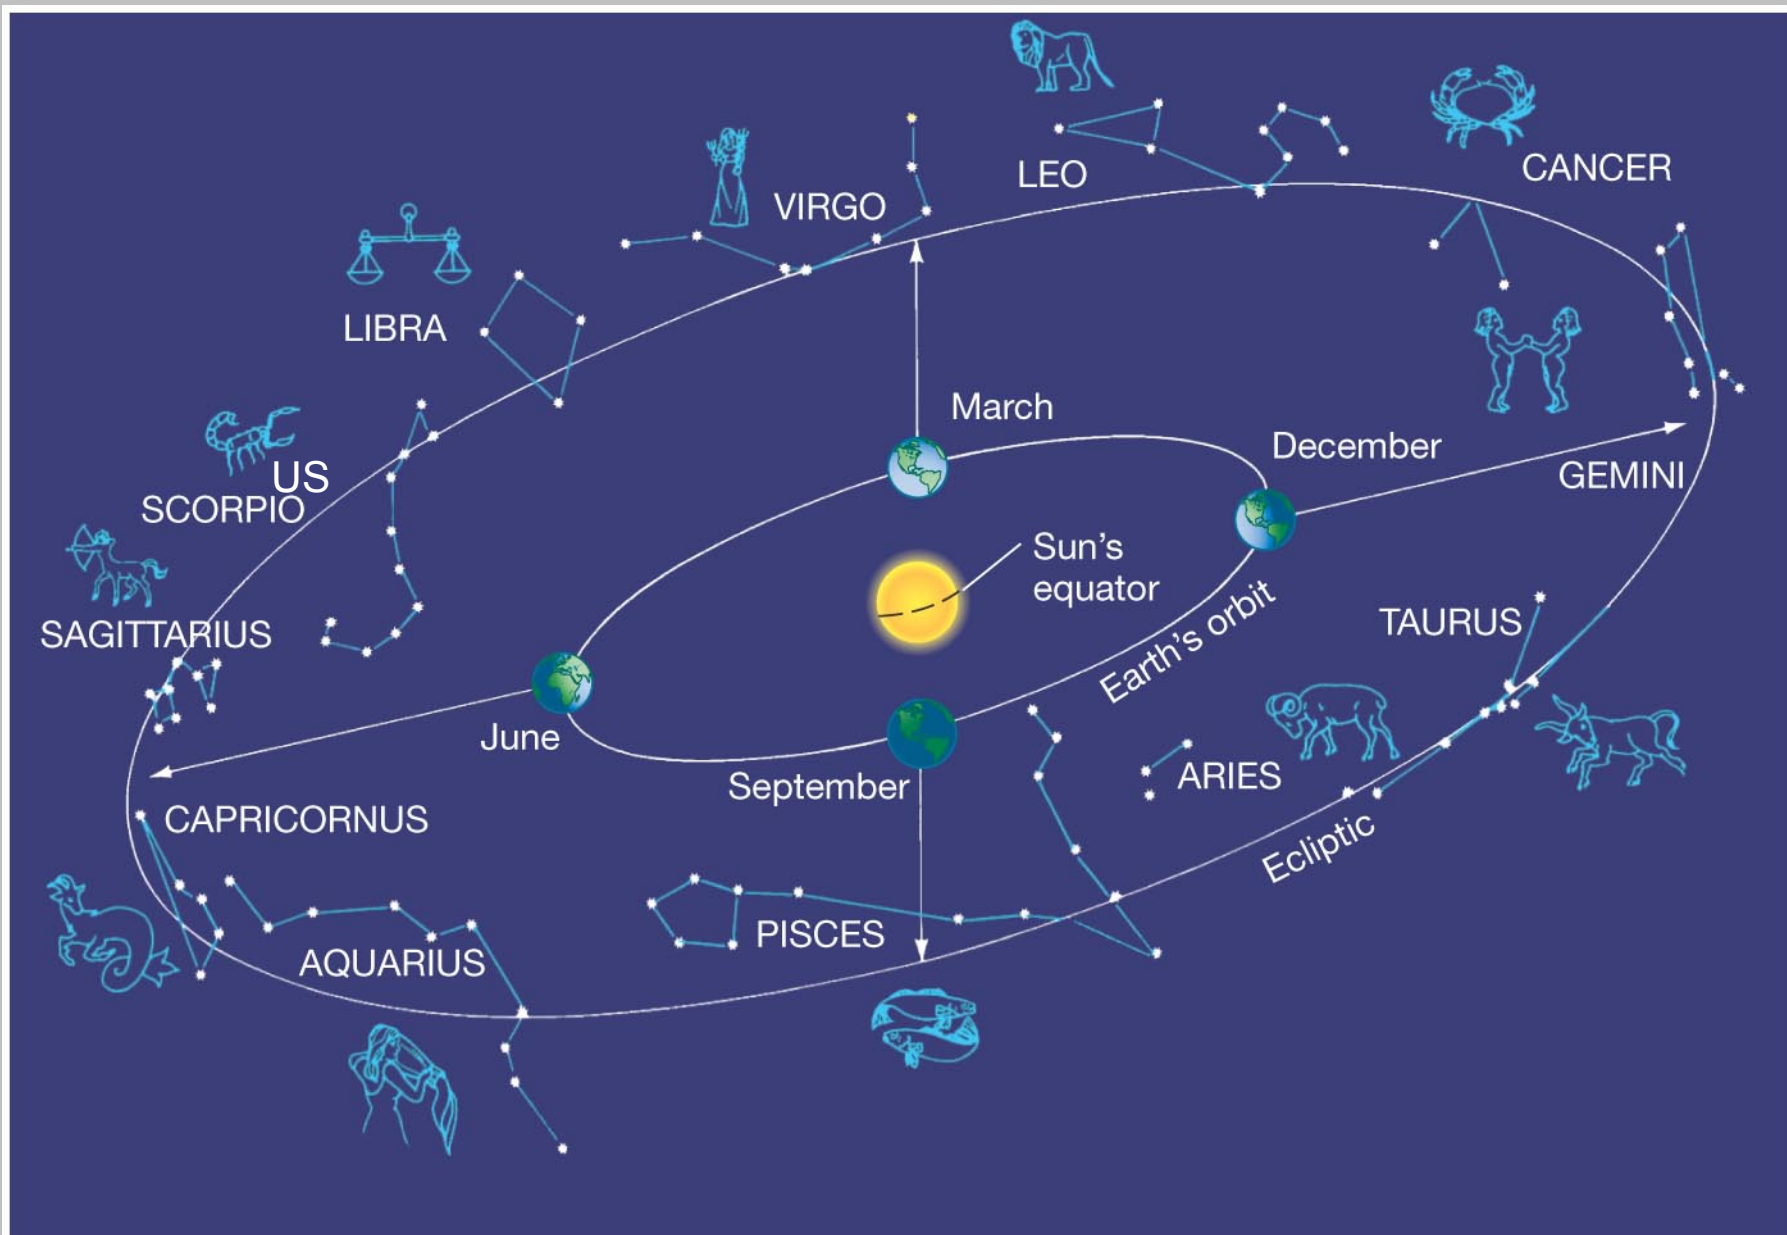 LEO
CANCER
VIRGO
LIBRA
March
December
GEMINI
US
SCORPIO
Sun's
equator
Earth's orbit
TAURUS
SAGITTARIUS
June
September
ARIES
CAPRICORNUS
Ecliptic
PISCES
AQUARIUS